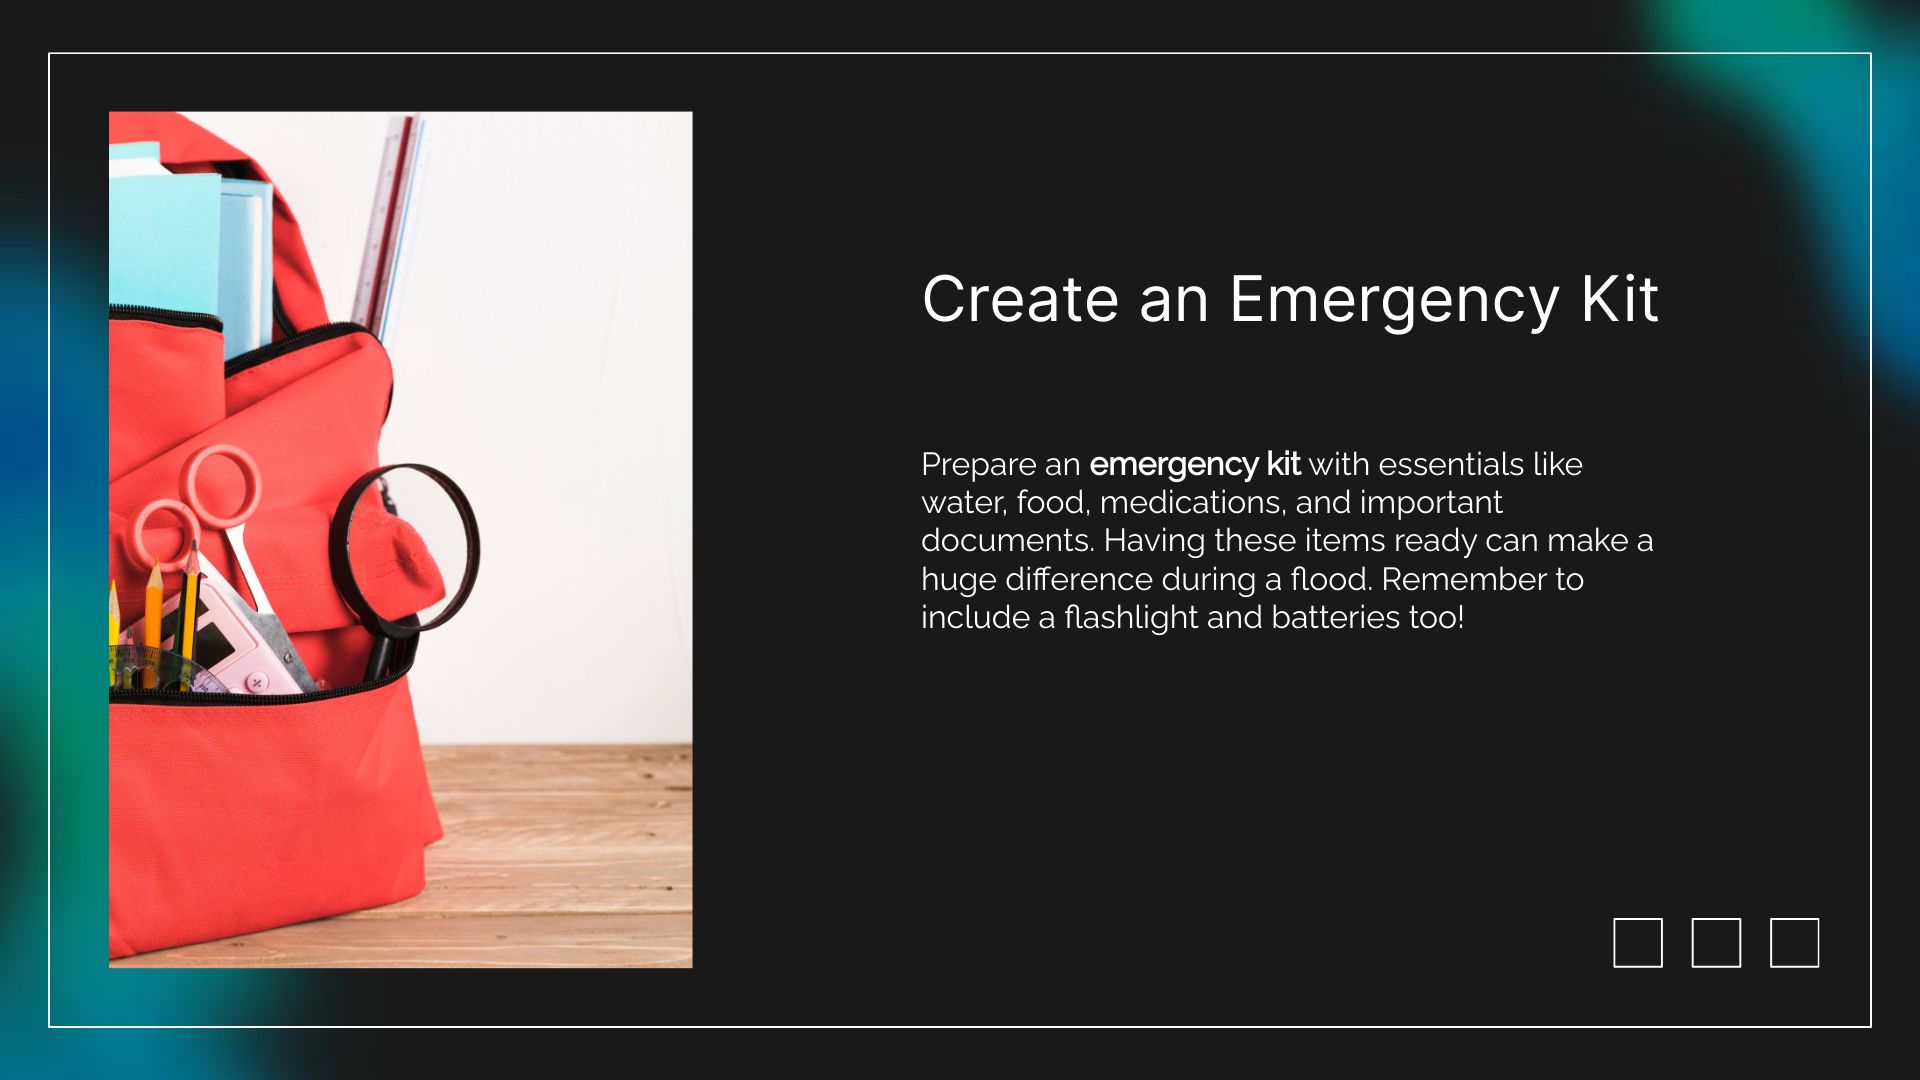 Create an Emergency Kit
Prepare an emergency kit with essentials like
water, food, medications, and important
documents. Having these items ready can make a
huge difference during a flood. Remember to
include a flashlight and batteries too!